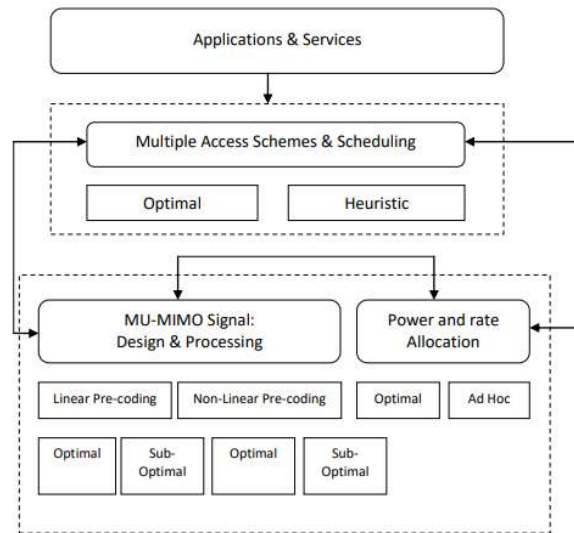 Applications & Services
Multiple Access Schemes & Scheduling
Optimal
Heuristic
MU-MIMO Signal:
Design & Processing
Power and rate
Allocation
Linear Pre-coding
Non-Linear Pre-coding
Optimal
Ad Hoc
Optimal
Sub-
Optimal
Optimal
Sub-
Optimal